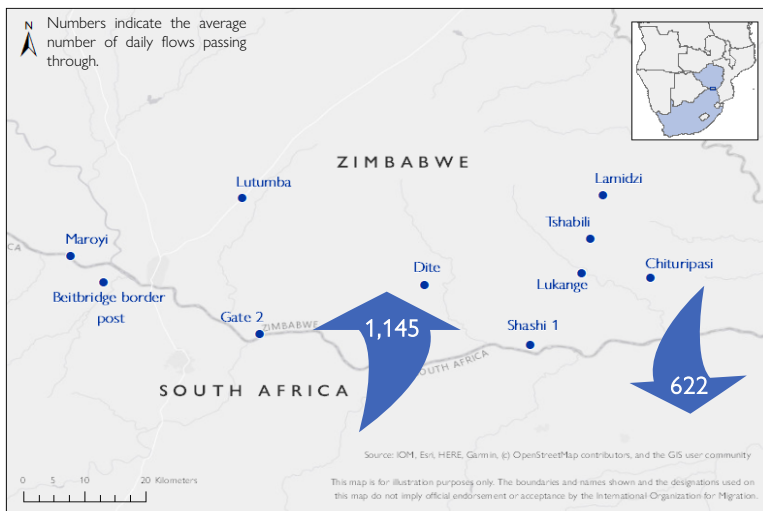 N
Numbers indicate the average
number of daily flows passing
through.
ZIMBABWE
Lutumba
Lamidzi
Tshabili
Maroyi
CA
Dite
Chituripasi
Lukange
Beitbridge border
post
Gate 2
ZIMBABWE
1,145
Shashi 1
SOUTH AFRICA
SOUTH AFRICA
622
Source: IOM, Esri, HERE, Garmin, (c) OpenStreetMap contributors, and the GIS user community
0 5 10 20 Kilometers
This map is for illustration purposes only. The boundaries and names shown and the designations used on
this map do not imply official endorsement or acceptance by the International Organization for Migration.